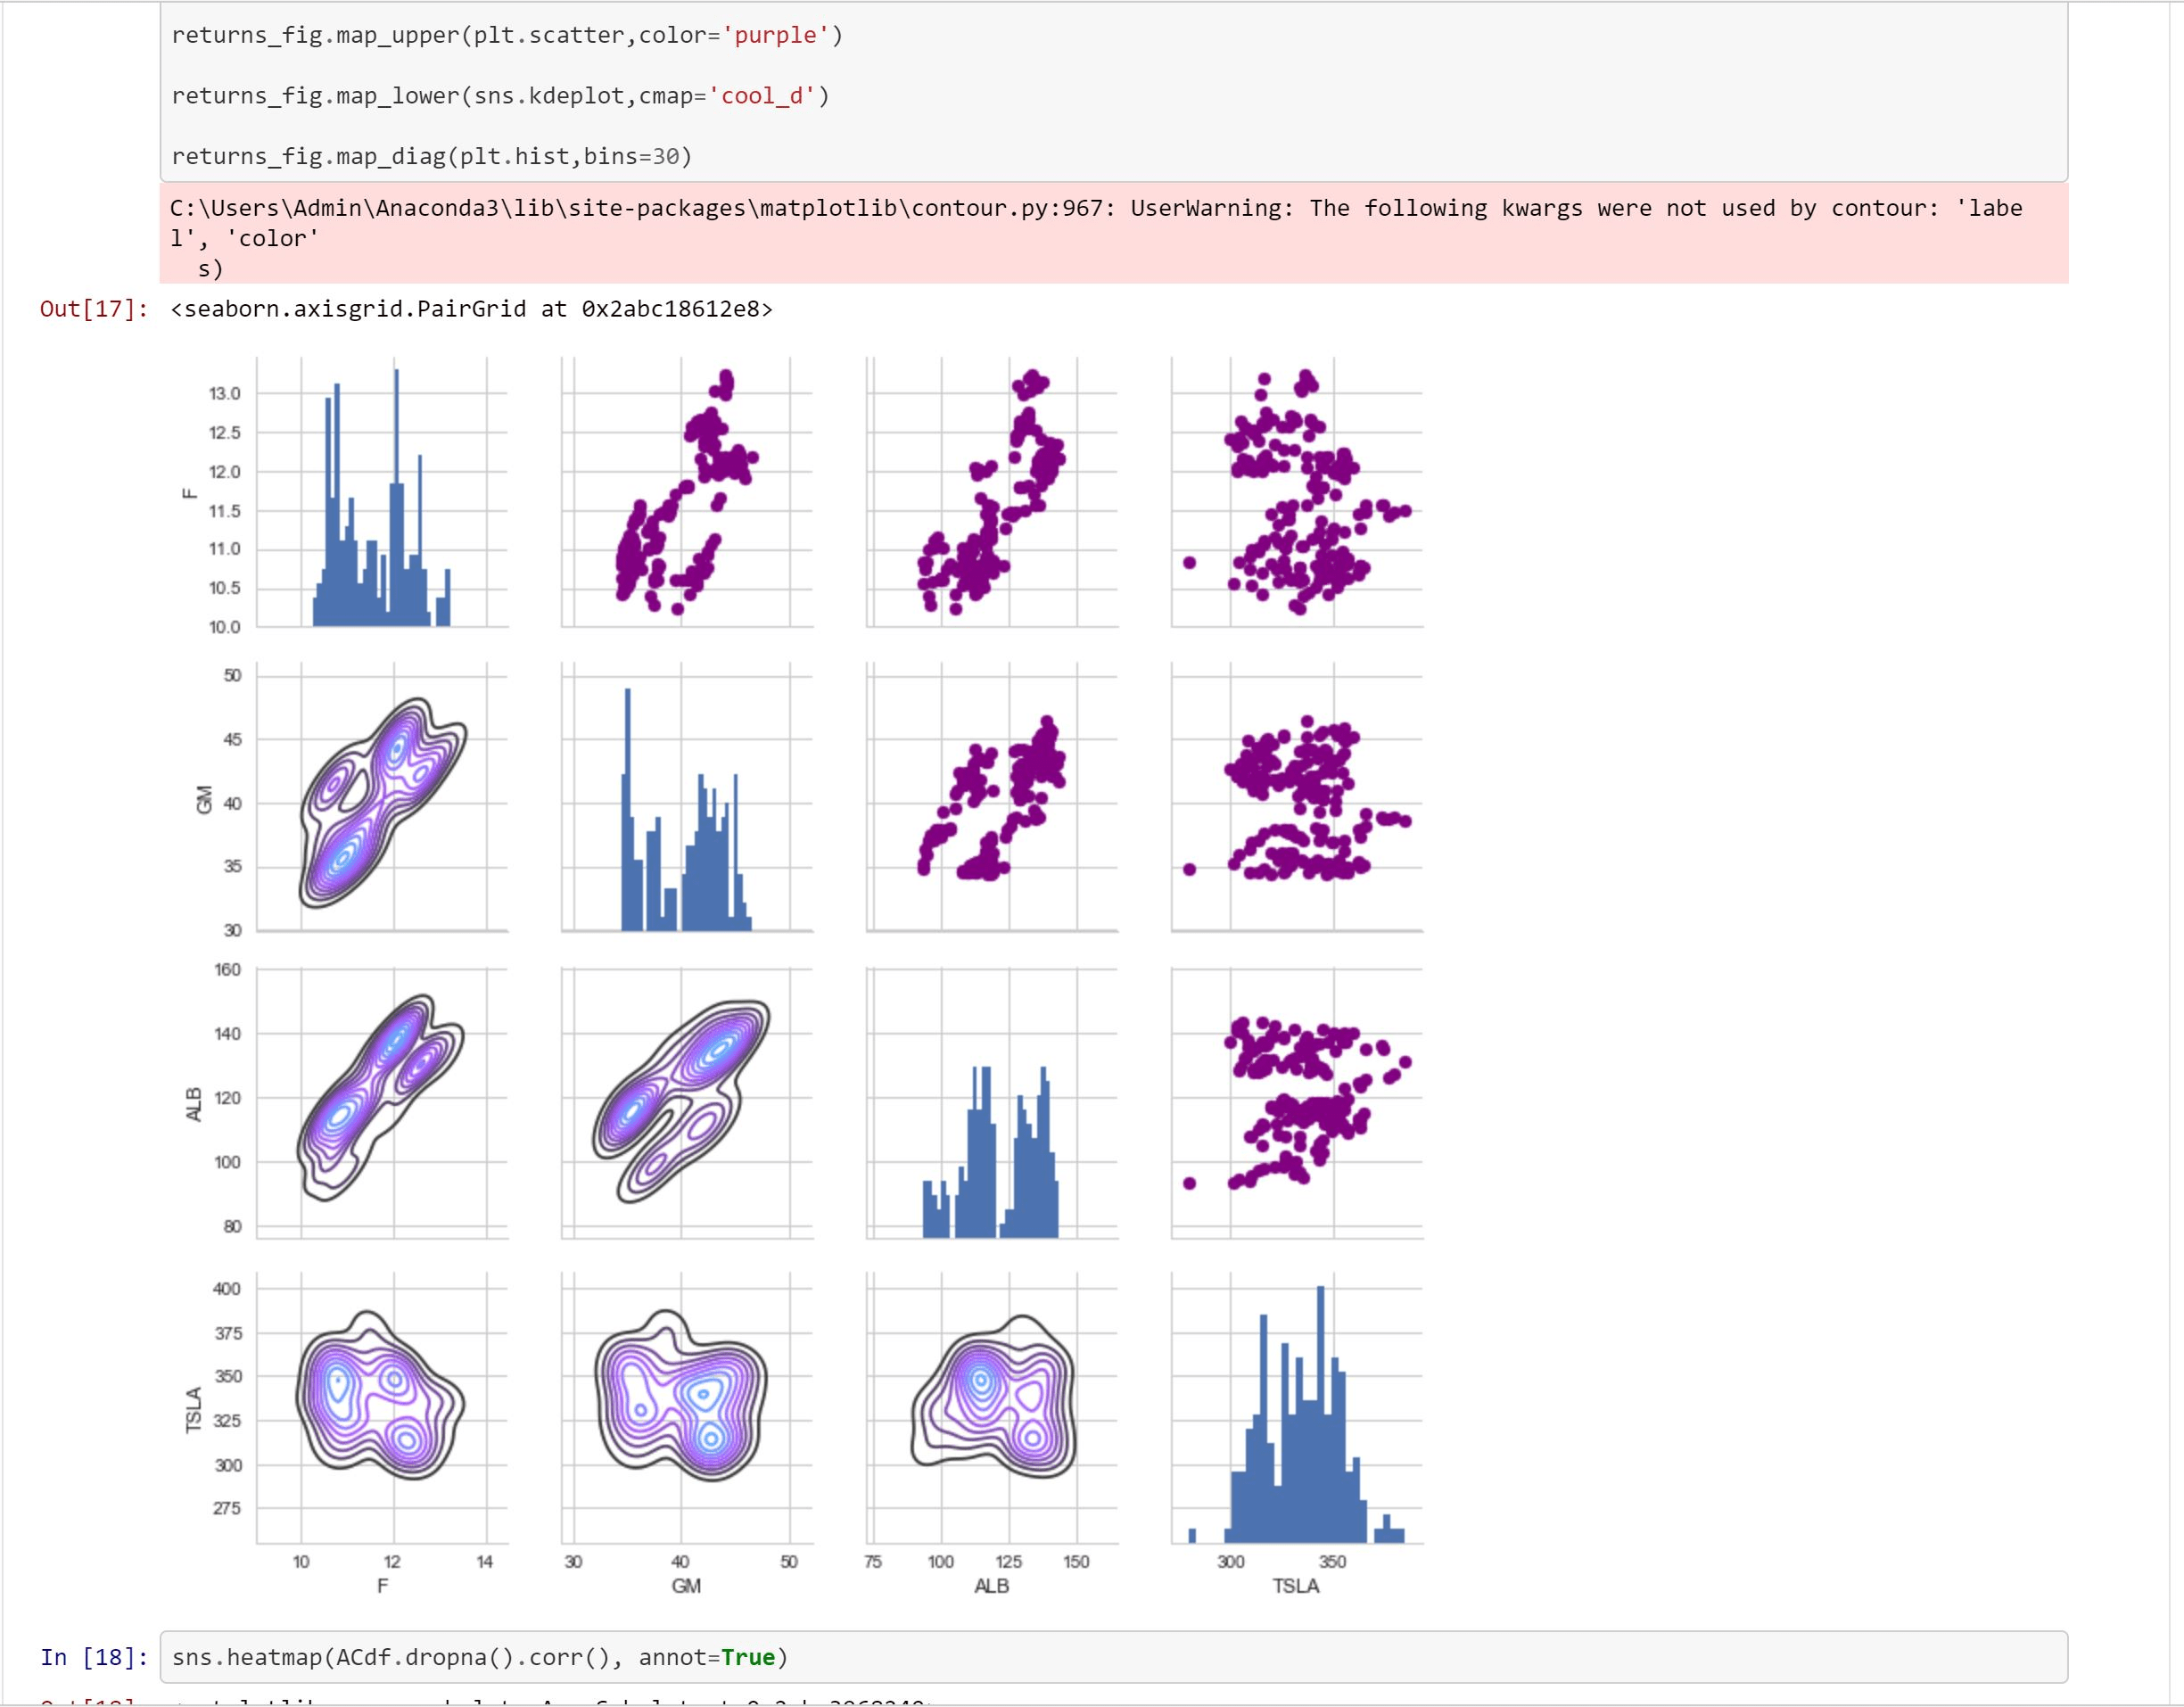 returns_fig.map_upper(plt.scatter,color='purple')
returns_fig.map_lower(sns.kdeplot,cmap='cool_d')
returns_fig.map_diag(plt.hist,bins=30)
C:\Users\Admin\Anaconda3\lib\site-packages\matplotlib\contour.py:967: UserWarning: The following kwargs were not used by contour: 'labe
l', 'color'
s)
Out[17]: <seaborn.axisgrid.PairGrid at 0x2abc18612e8>
13.0
12.5
12.0
11.5
11.0
10.5
10.0
F
50
45
40
35
30
GM
160
140
120
100
80
ALB
400
375
350
325
300
275
TSLA
10 12 14 30 40 50 75 100 125 150 300 350
F GM ALB TSLA
In [18]: sns.heatmap(ACdf.dropna().corr(), annot=True)